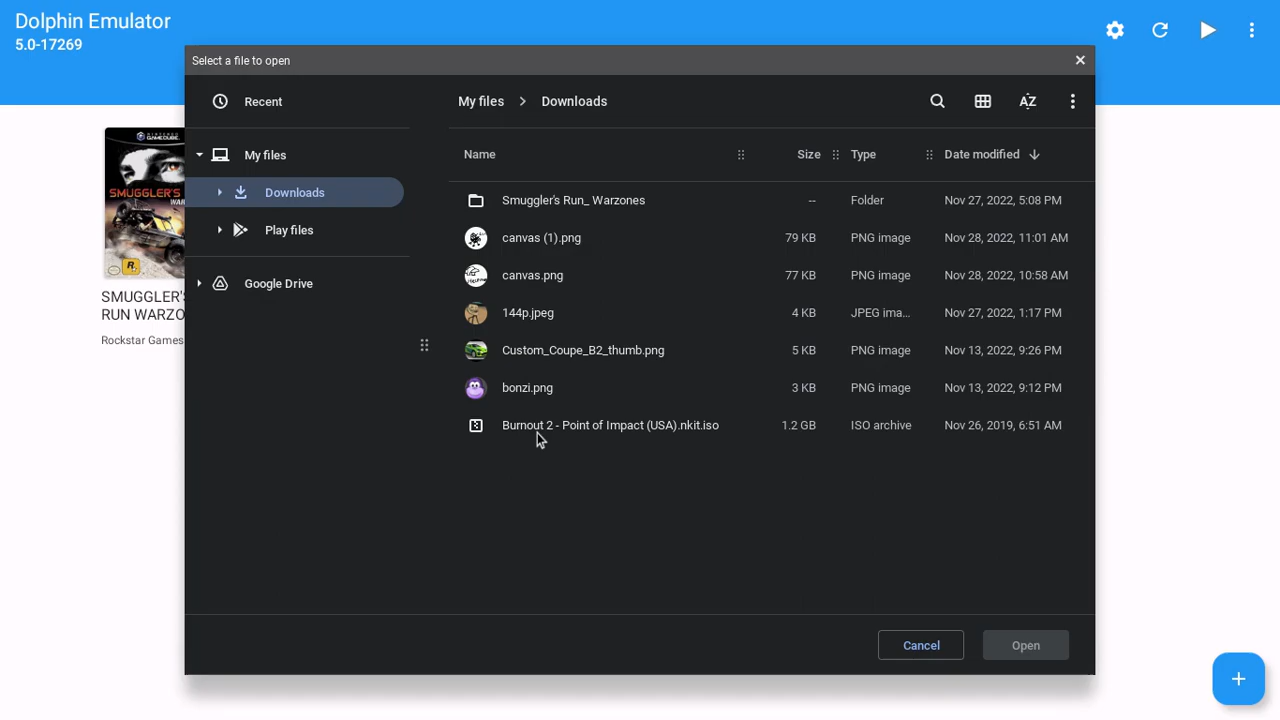 Dolphin Emulator
5.0-17269
Select a file to open
Recent
My files
Downloads
Play files
Google Drive
My files > Downloads
AZ
Name Size Type Date modified
Smuggler's Run_ Warzones -- Folder Nov 27, 2022, 5:08 PM
canvas (1).png 79 KB PNG image Nov 28, 2022, 11:01 AM
canvas.png 77 KB PNG image Nov 28, 2022, 10:58 AM
144p.jpeg 4 KB JPEG ima... Nov 27, 2022, 1:17 PM
Custom_Coupe_B2_thumb.png 5 KB PNG image Nov 13, 2022, 9:26 PM
bonzi.png 3 KB PNG image Nov 13, 2022, 9:12 PM
Burnout 2 - Point of Impact (USA).nkit.iso 1.2 GB ISO archive Nov 26, 2019, 6:51 AM
Cancel
Open
GAMECUBE
SMUGGLER'S
WAR
R
SMUGGLER'S
RUN WARZO
Rockstar Games